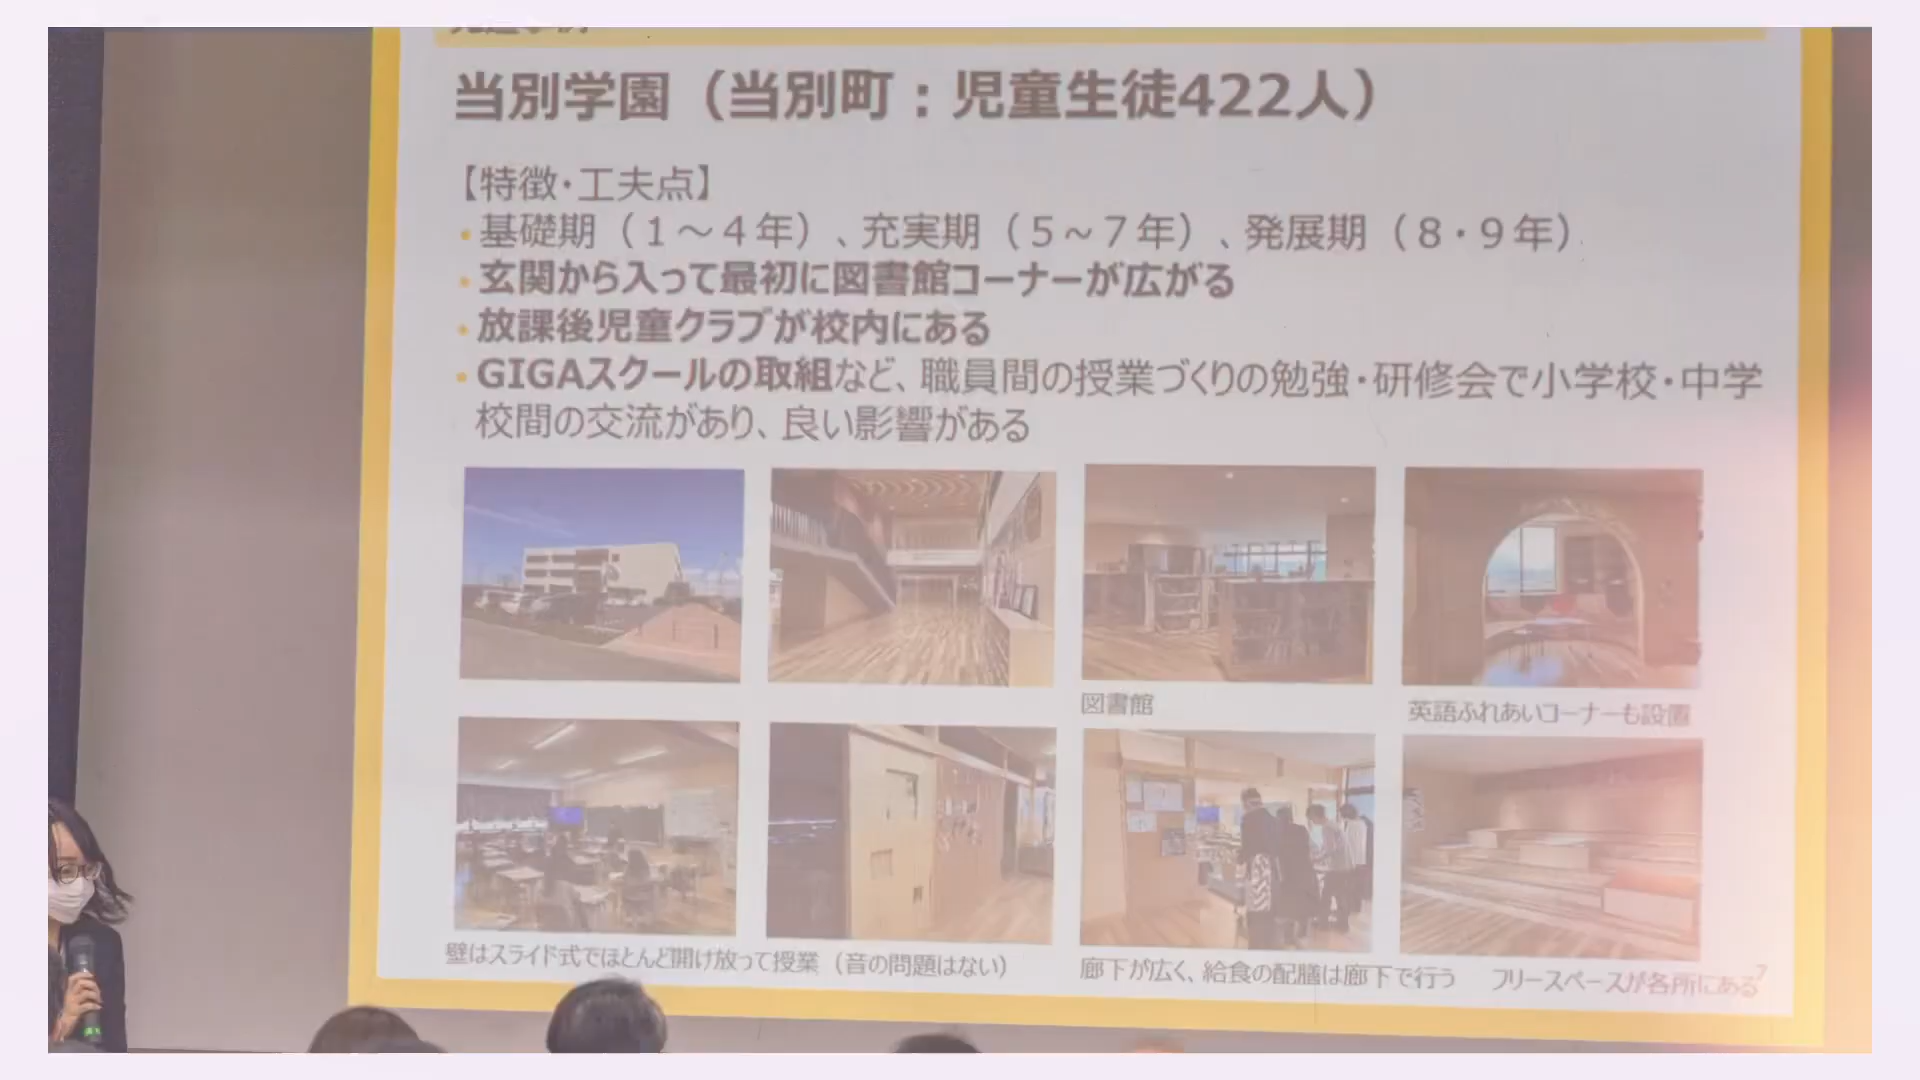 当別学園（当別町：児童生徒422人）
【特徴・工夫点】
・基礎期（１～４年）、充実期（５～７年）、発展期（８・９年）
・玄関から入って最初に図書館コーナーが広がる
・放課後児童クラブが校内にある
・GIGAスクールの取組など、職員間の授業づくりの勉強・研修会で小学校・中学
校間の交流があり、良い影響がある
図書館
英語ふれあいコーナーも設置
壁はスライド式でほとんど開け放って授業（音の問題はない）
廊下が広く、給食の配膳は廊下で行う
フリースペースが各所にある
7